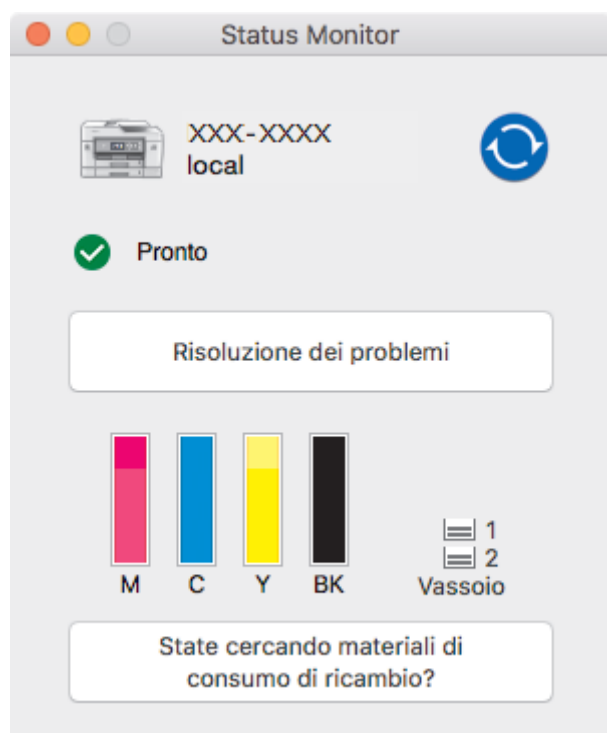 Status Monitor
XXX-XXXX
local
Pronto
Risoluzione dei problemi
M C Y BK
1
2
Vassoio
State cercando materiali di
consumo di ricambio?